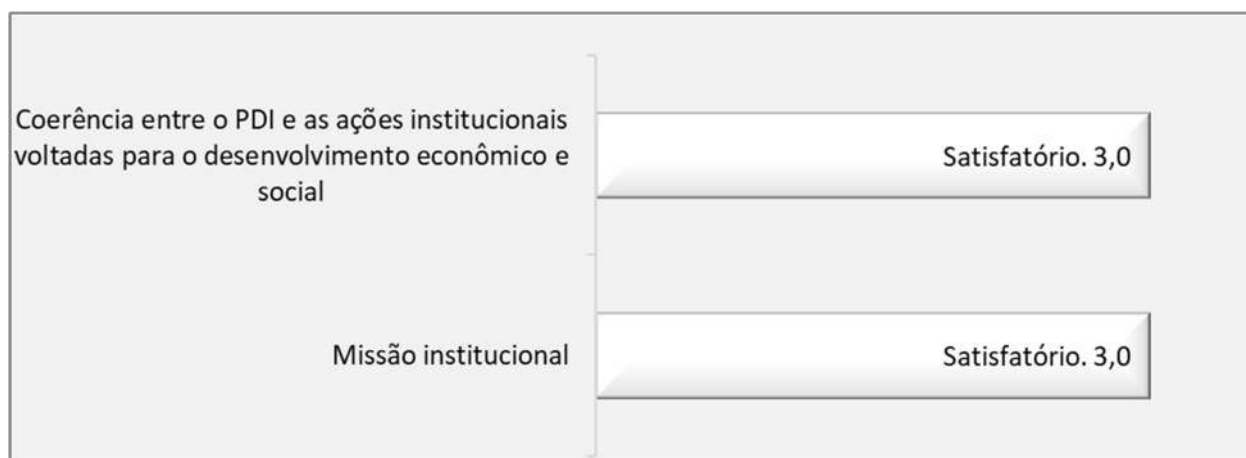 Coerência entre o PDI e as ações institucionais
voltadas para o desenvolvimento econômico e
social
Satisfatório. 3,0
Missão institucional
Satisfatório. 3,0